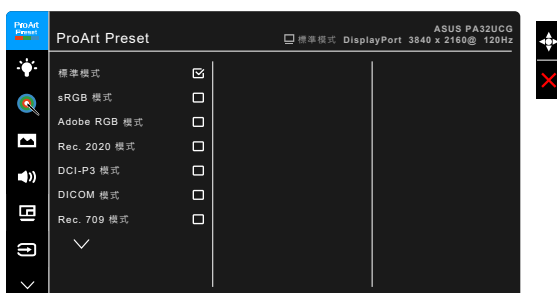 ProArt
Preset
ProArt Preset
ASUS PA32UCG
標準模式 DisplayPort 3840 x 2160@ 120Hz
標準模式
sRGB 模式
Adobe RGB 模式
Rec. 2020 模式
DCI-P3 模式
DICOM 模式
Rec. 709 模式